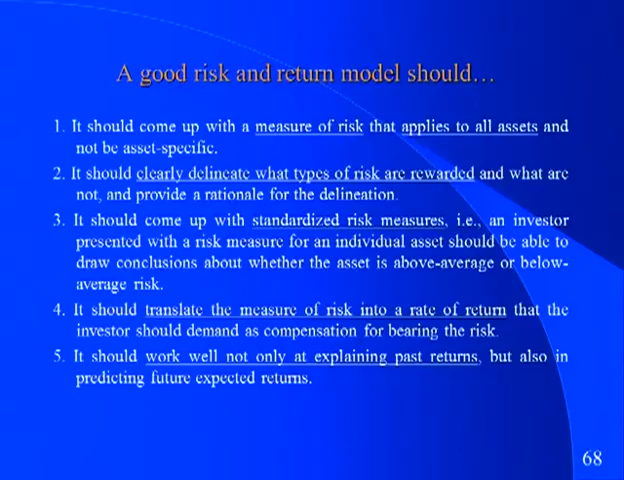 A good risk and return model should…
1. It should come up with a measure of risk that applies to all assets and
not be asset-specific.
2. It should clearly delineate what types of risk are rewarded and what are
not, and provide a rationale for the delineation.
3. It should come up with standardized risk measures, i.e., an investor
presented with a risk measure for an individual asset should be able to
draw conclusions about whether the asset is above-average or below-
average risk.
4. It should translate the measure of risk into a rate of return that the
investor should demand as compensation for bearing the risk.
5. It should work well not only at explaining past returns, but also in
predicting future expected returns.
68